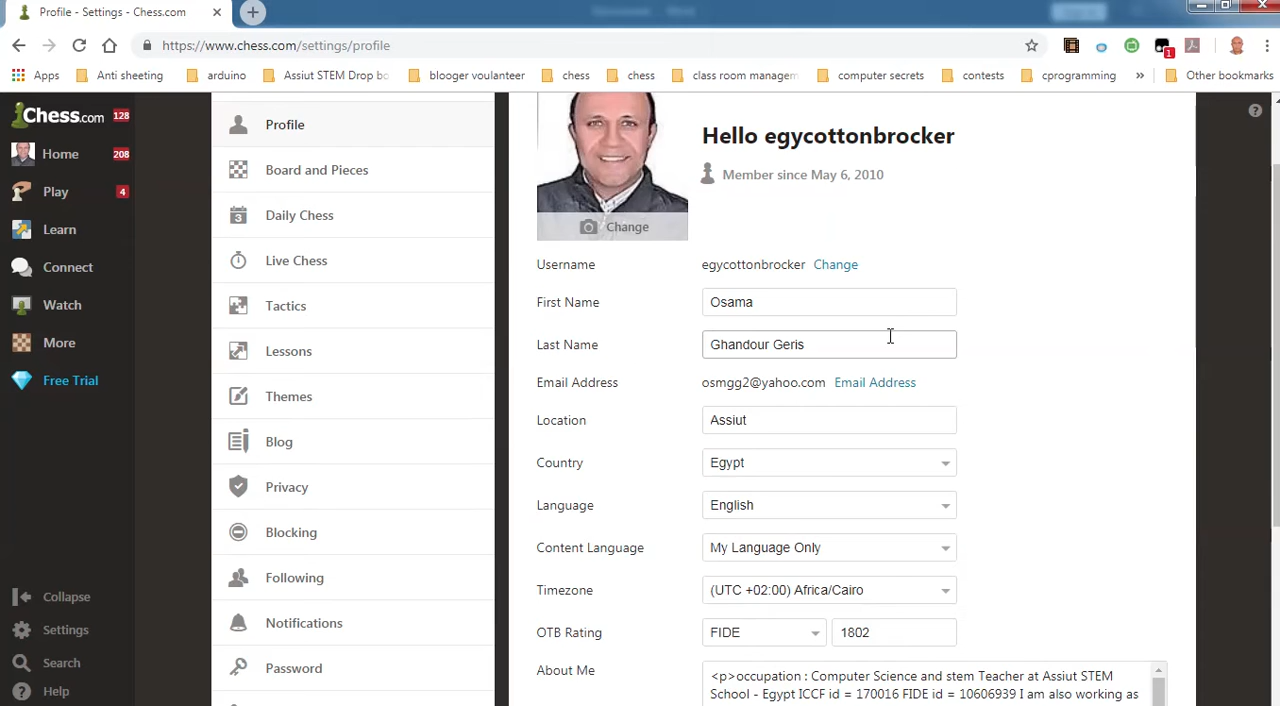 Profile - Settings - Chess.com
https://www.chess.com/settings/profile
1
Apps Anti sheeting arduino Assiut STEM Drop bo blooger voulanteer chess chess class room managem computer secrets contests cprogramming » Other bookmarks
Chess.com 128
Home 208
Play 4
Learn
Connect
Watch
More
Free Trial
Collapse
Settings
Search
Help
Profile
Board and Pieces
3 Daily Chess
Live Chess
Tactics
Lessons
Themes
Blog
Privacy
Blocking
Following
Notifications
Password
Change
Hello egycottonbrocker
Member since May 6, 2010
Username egycottonbrocker Change
First Name Osama
Last Name Ghandour Geris
Email Address osmgg2@yahoo.com Email Address
Location Assiut
Country Egypt
Language English
Content Language My Language Only
Timezone (UTC +02:00) Africa/Cairo
OTB Rating FIDE 1802
About Me <p>occupation : Computer Science and stem Teacher at Assiut STEM
School - Egypt ICCF id = 170016 FIDE id = 10606939 I am also working as